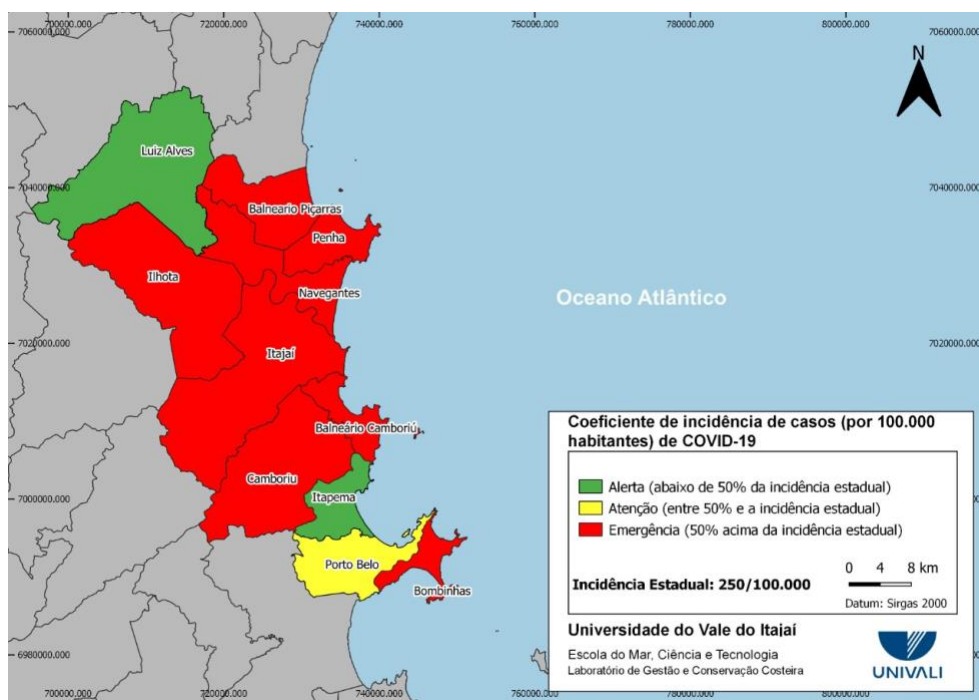 700000.000 720000.000 740000.000 760000.000 780000.000 800000.000
7060000.000 7060000.000
N
Luiz Alves
7040000.000 7040000.000
Balneario Piçarras
Penha
Ilhota
Navegantes
Oceano Atlântico
7020000.000 7020000.000
Itajaí
Balneário Camboriú
Camboriu
7000000.000
Itapema
Porto Belo
Bombinhas
6980000.000
Coeficiente de incidência de casos (por 100.000
habitantes) de COVID-19
Alerta (abaixo de 50% da incidência estadual)
Atenção (entre 50% e a incidência estadual)
Emergência (50% acima da incidência estadual)
Incidência Estadual: 250/100.000
0 4 8 km
Datum: Sirgas 2000
Universidade do Vale do Itajaí
Escola do Mar, Ciência e Tecnologia
Laboratório de Gestão e Conservação Costeira
UNIVALI
700000.000 720000.000 740000.000 760000.000 780000.000 800000.000